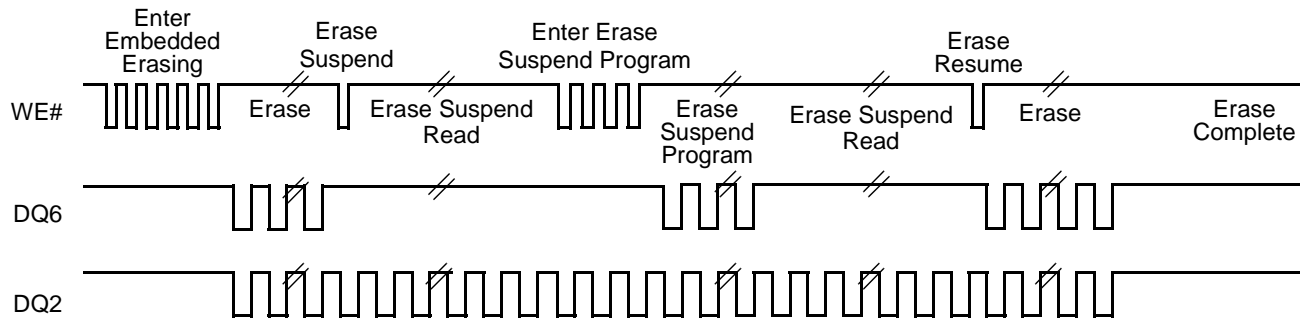 Enter
Embedded
Erasing
Erase
Suspend
Enter Erase
Suspend Program
Erase
Resume
WE#
Erase
Erase Suspend
Read
Erase
Suspend
Program
Erase Suspend
Read
Erase
Erase
Complete
DQ6
DQ2